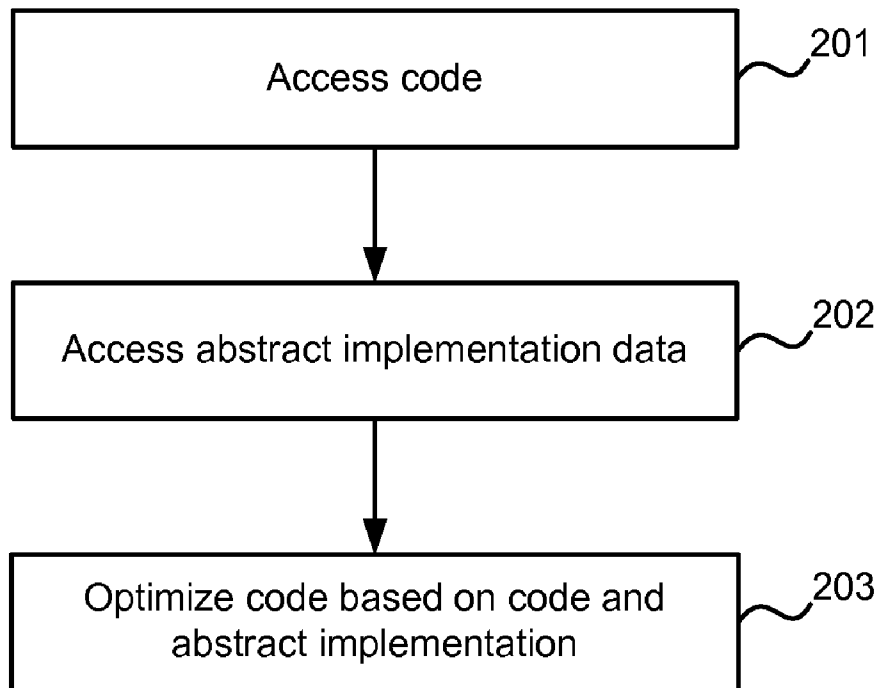 Access code
201
Access abstract implementation data
202
Optimize code based on code and
abstract implementation
203